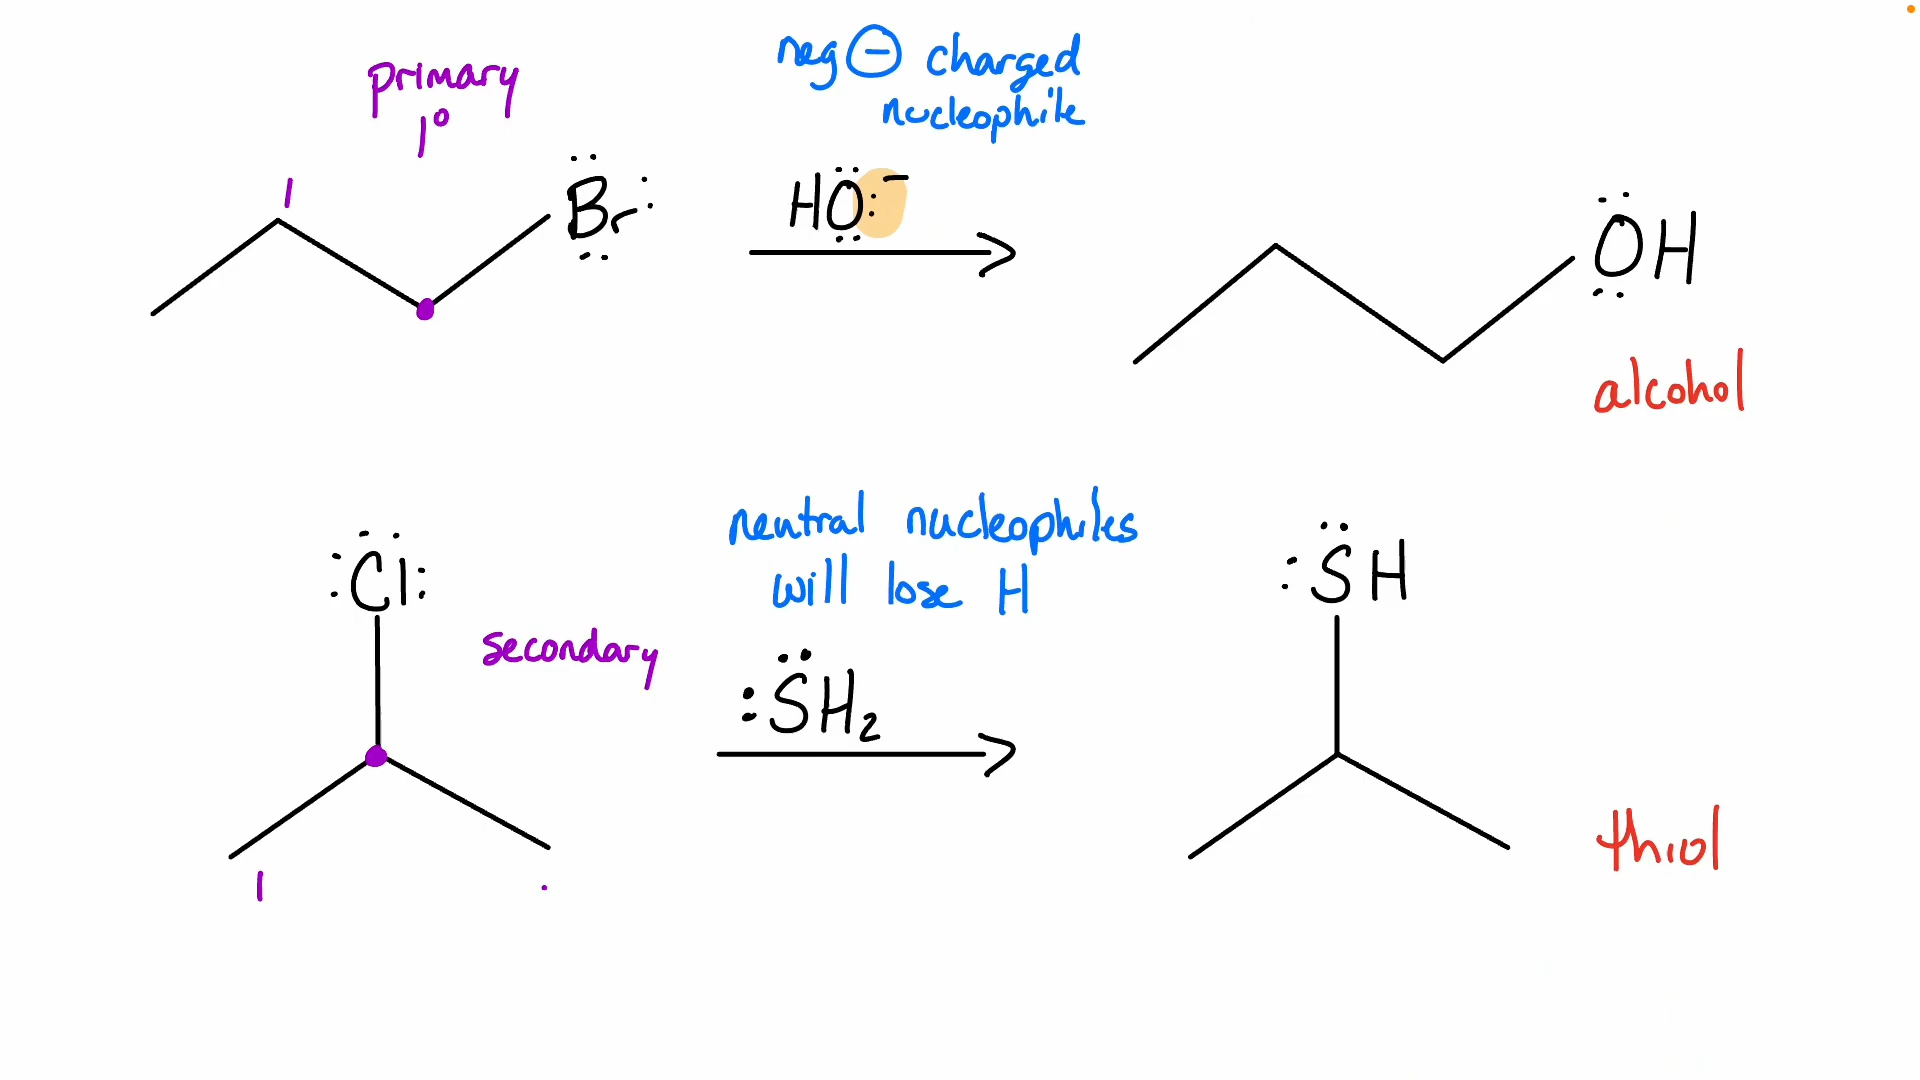 primary
1°
1
neg ⊖ charged
nucleophile
Br
HO:⁻
OH
alcohol
:Cl:
secondary
1
neutral nucleophiles
will lose H
:SH₂
:SH
thiol